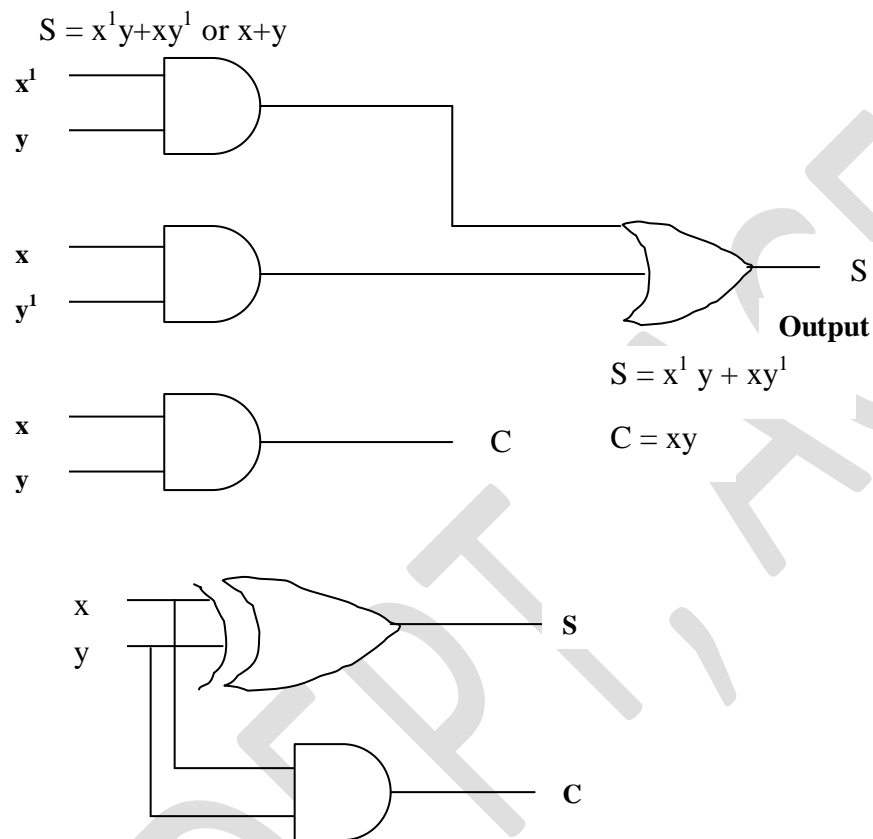 S = x¹y+xy¹ or x+y
x¹
y
x
y¹
S
Output
S = x¹ y + xy¹
x
y
C
C = xy
x
y
S
C